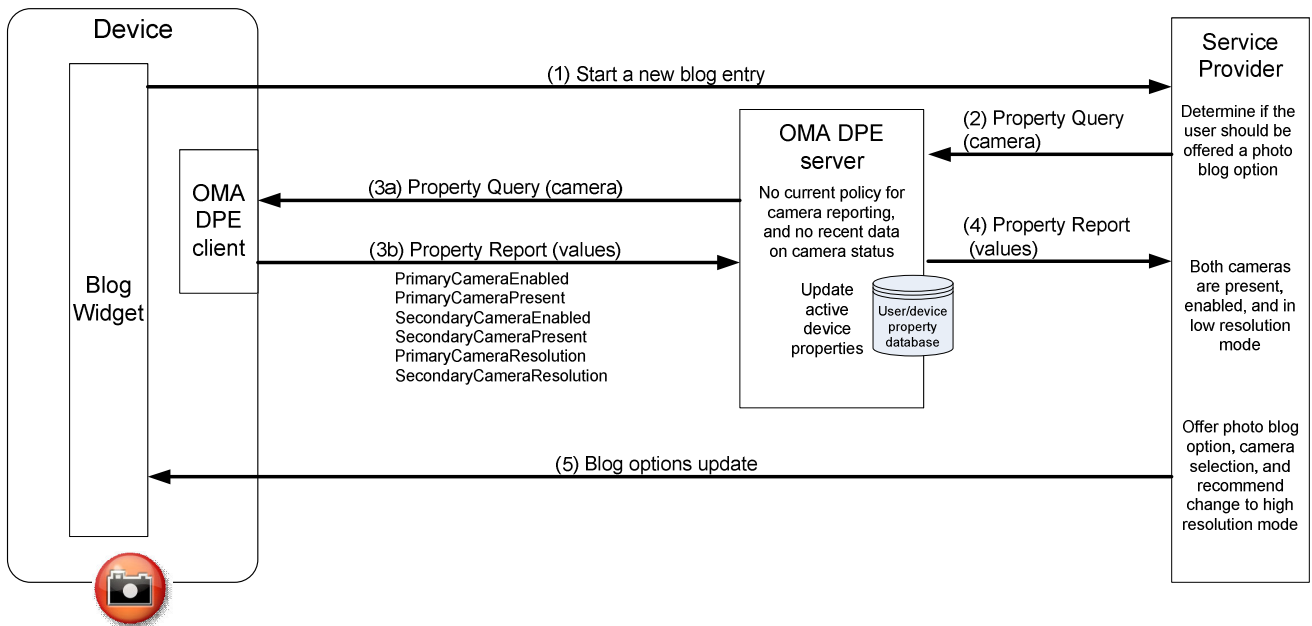 Device
Blog
Widget
OMA
DPE
client
(1) Start a new blog entry
Service
Provider
Determine if the
user should be
offered a photo
blog option
(2) Property Query
(camera)
OMA DPE
server
No current policy for
camera reporting,
and no recent data
on camera status
(3a) Property Query (camera)
(3b) Property Report (values)
PrimaryCameraEnabled
PrimaryCameraPresent
SecondaryCameraEnabled
SecondaryCameraPresent
PrimaryCameraResolution
SecondaryCameraResolution
Update
active
device
properties
User/device
property
database
(4) Property Report
(values)
Both cameras
are present,
enabled, and in
low resolution
mode
(5) Blog options update
Offer photo blog
option, camera
selection, and
recommend
change to high
resolution mode